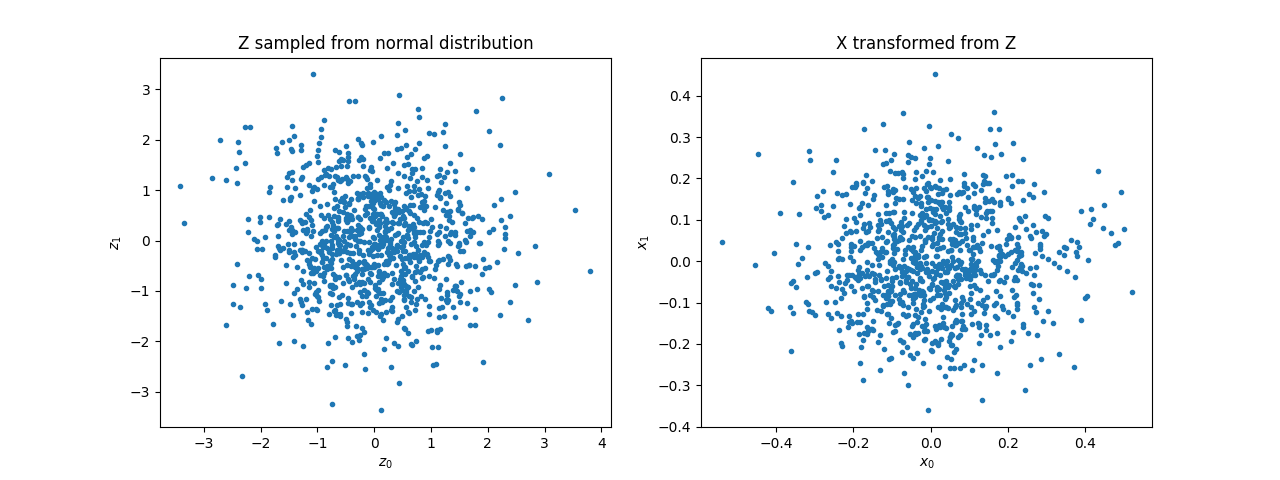 Z sampled from normal distribution
3
2
1
0
−1
−2
−3
z₁
−3 −2 −1 0 1 2 3 4
z₀
X transformed from Z
0.4
0.3
0.2
0.1
0.0
−0.1
−0.2
−0.3
−0.4
x₁
−0.4 −0.2 0.0 0.2 0.4
x₀